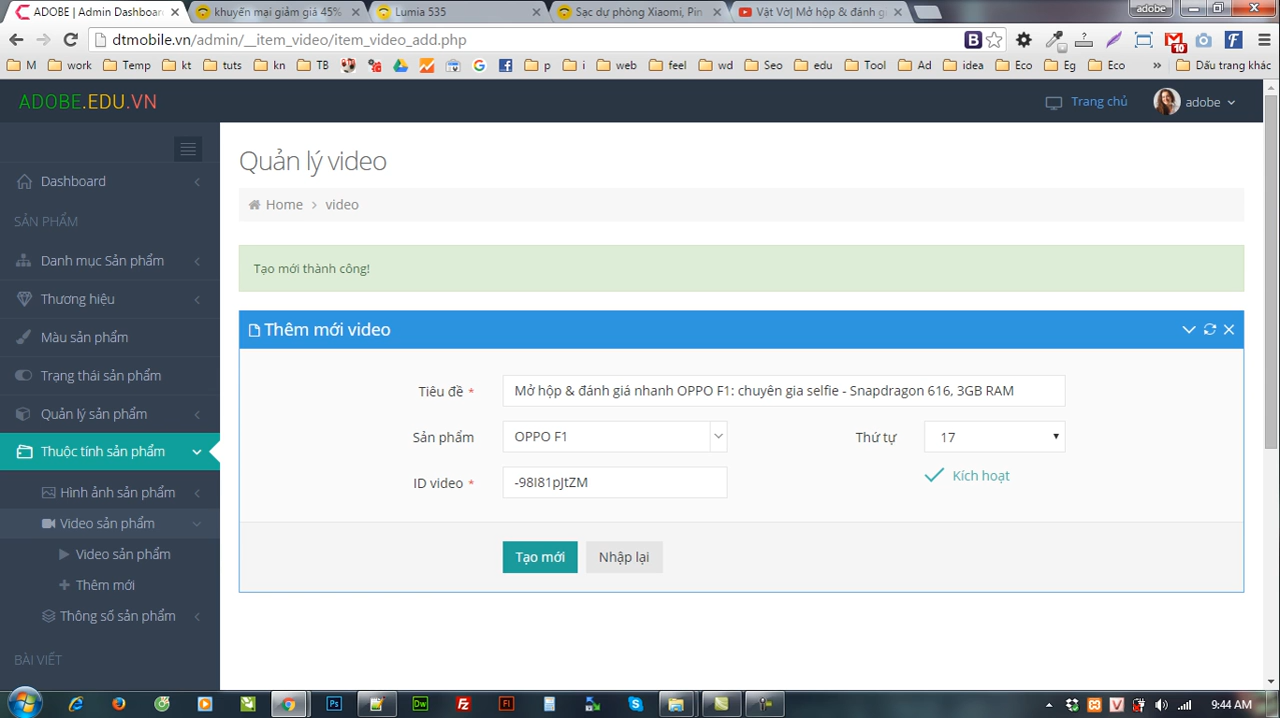 ADOBE | Admin Dashboard
khuyến mại giảm giá 45%
Lumia 535
Sạc dự phòng Xiaomi, Pin
Vật Vờ| Mở hộp & đánh gi
adobe
dtmobile.vn/admin/__item_video/item_video_add.php
M
work
Temp
kt
tuts
kn
TB
p
i
web
feel
wd
Seo
edu
Tool
Ad
idea
Eco
Eg
Eco
»
Dấu trang khác
ADOBE.EDU.VN
Trang chủ
adobe
Dashboard
SẢN PHẨM
Danh mục Sản phẩm
Thương hiệu
Màu sản phẩm
Trạng thái sản phẩm
Quản lý sản phẩm
Thuộc tính sản phẩm
Hình ảnh sản phẩm
Video sản phẩm
Video sản phẩm
Thêm mới
Thông số sản phẩm
BÀI VIẾT
Quản lý video
Home > video
Tạo mới thành công!
Thêm mới video
Tiêu đề * Mở hộp & đánh giá nhanh OPPO F1: chuyên gia selfie - Snapdragon 616, 3GB RAM
Sản phẩm OPPO F1 Thứ tự 17
ID video * -98I81pJtZM Kích hoạt
Tạo mới Nhập lại
9:44 AM